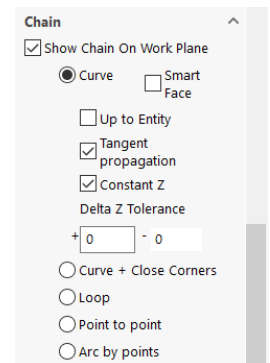 Chain
Show Chain On Work Plane
Curve
Smart
Face
Up to Entity
Tangent
propagation
Constant Z
Delta Z Tolerance
+ 0 - 0
Curve + Close Corners
Loop
Point to point
Arc by points